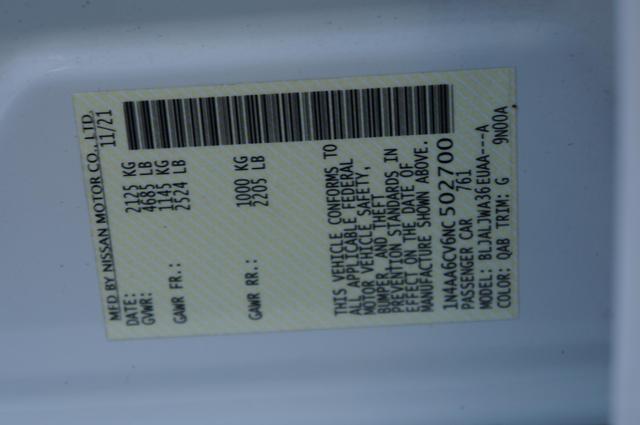 MFD BY NISSAN MOTOR CO., LTD.
DATE: 11/21
GVWR: 2125 KG
4685 LB
GAWR FR.: 1145 KG
2524 LB
GAWR RR.: 1000 KG
2205 LB
THIS VEHICLE CONFORMS TO
ALL APPLICABLE FEDERAL
MOTOR VEHICLE SAFETY,
BUMPER, AND THEFT
PREVENTION STANDARDS IN
EFFECT ON THE DATE OF
MANUFACTURE SHOWN ABOVE.
1N4AA6CV6NC502700
PASSENGER CAR 761
MODEL: BLJALJWA36EUAA---A
COLOR: QAB TRIM: G 9N00A